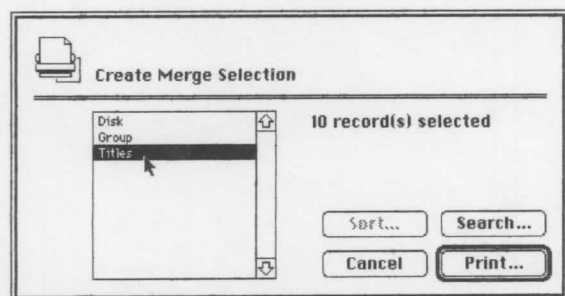 Create Merge Selection
Disk
Group
Titles
10 record(s) selected
Sort...
Search...
Cancel
Print...